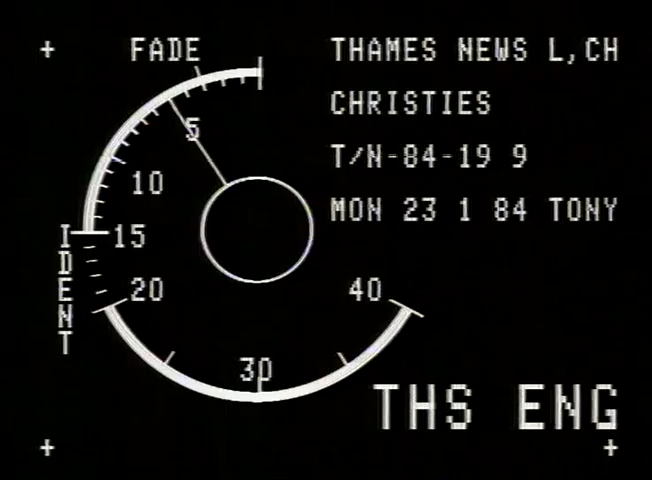 FADE
THAMES NEWS L,CH
CHRISTIES
5
T/N-84-19 9
10
MON 23 1 84 TONY
15
IDENT
20
40
30
THS ENG